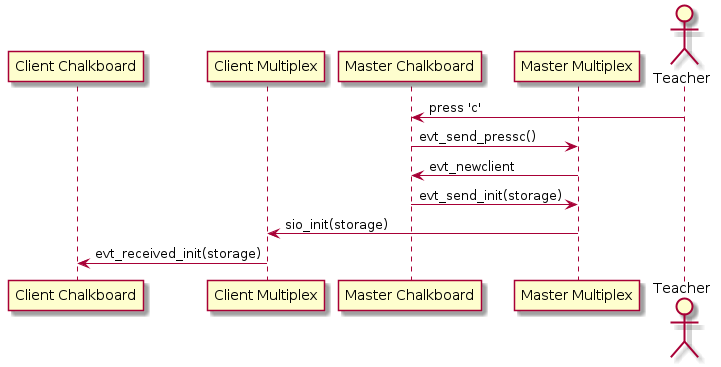 Teacher
Client Chalkboard
Client Multiplex
Master Chalkboard
Master Multiplex
press 'c'
evt_send_pressc()
evt_newclient
evt_send_init(storage)
sio_init(storage)
evt_received_init(storage)
Client Chalkboard
Client Multiplex
Master Chalkboard
Master Multiplex
Teacher